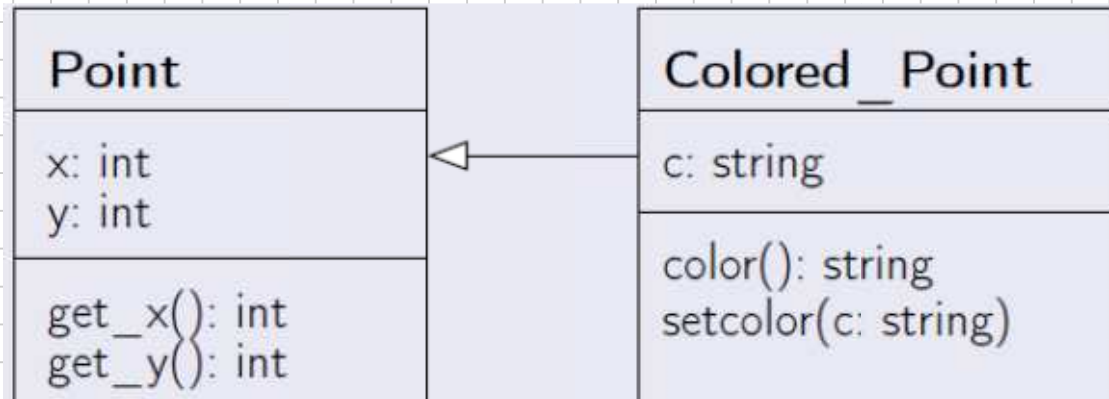 Point
x: int
y: int
get_x(): int
get_y(): int
Colored_Point
c: string
color(): string
setcolor(c: string)